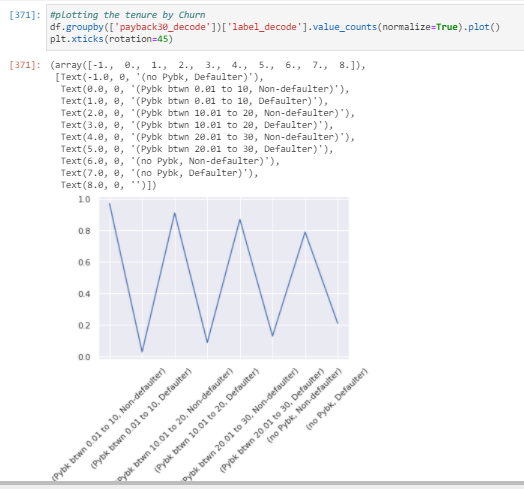 [371]: #plotting the tenure by Churn
df.groupby(['payback30_decode'])['label_decode'].value_counts(normalize=True).plot()
plt.xticks(rotation=45)
[371]: (array([-1., 0., 1., 2., 3., 4., 5., 6., 7., 8.]),
[Text(-1.0, 0, '(no Pybk, Defaulter)'),
Text(0.0, 0, '(Pybk btwn 0.01 to 10, Non-defaulter)'),
Text(1.0, 0, '(Pybk btwn 0.01 to 10, Defaulter)'),
Text(2.0, 0, '(Pybk btwn 10.01 to 20, Non-defaulter)'),
Text(3.0, 0, '(Pybk btwn 10.01 to 20, Defaulter)'),
Text(4.0, 0, '(Pybk btwn 20.01 to 30, Non-defaulter)'),
Text(5.0, 0, '(Pybk btwn 20.01 to 30, Defaulter)'),
Text(6.0, 0, '(no Pybk, Non-defaulter)'),
Text(7.0, 0, '(no Pybk, Defaulter)'),
Text(8.0, 0, '')])
1.0
0.8
0.6
0.4
0.2
0.0
(Pybk btwn 0.01 to 10, Non-defaulter)
(Pybk btwn 0.01 to 10, Defaulter)
Pybk btwn 10.01 to 20, Non-defaulter)
(Pybk btwn 10.01 to 20, Defaulter)
Pybk btwn 20.01 to 30, Non-defaulter)
(Pybk btwn 20.01 to 30, Defaulter)
(no Pybk, Non-defaulter)
(no Pybk, Defaulter)